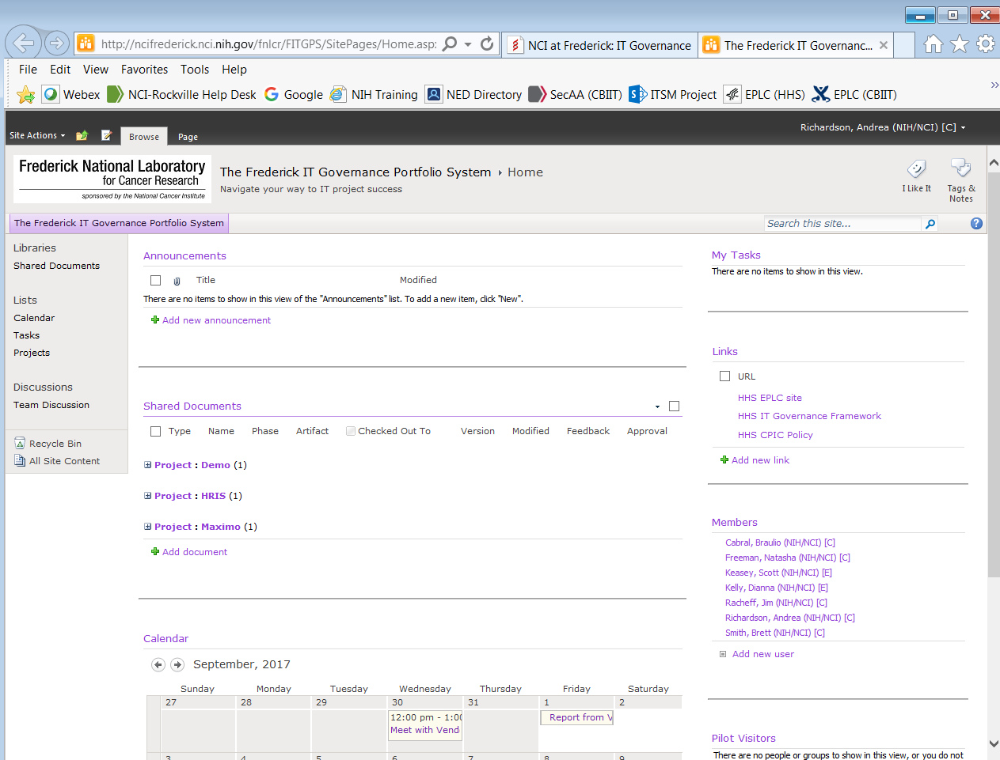 http://ncifrederick.nci.nih.gov/fnlcr/FITGPS/SitePages/Home.asp:
NCI at Frederick: IT Governance
The Frederick IT Governanc...
File Edit View Favorites Tools Help
Webex NCI-Rockville Help Desk Google NIH Training NED Directory SecAA (CBIIT) ITSM Project EPLC (HHS) EPLC (CBIIT)
Site Actions Browse Page
Richardson, Andrea (NIH/NCI) [C]
Frederick National Laboratory
for Cancer Research
sponsored by the National Cancer Institute
The Frederick IT Governance Portfolio System Home
Navigate your way to IT project success
I Like It
Tags &
Notes
The Frederick IT Governance Portfolio System
Search this site...
Libraries
Shared Documents
Lists
Calendar
Tasks
Projects
Discussions
Team Discussion
Recycle Bin
All Site Content
Announcements
Title Modified
There are no items to show in this view of the "Announcements" list. To add a new item, click "New".
Add new announcement
Shared Documents
Type Name Phase Artifact Checked Out To Version Modified Feedback Approval
Project : Demo (1)
Project : HRIS (1)
Project : Maximo (1)
Add document
Calendar
September, 2017
Sunday Monday Tuesday Wednesday Thursday Friday Saturday
27 28 29 30 31 1 2
12:00 pm - 1:00
Meet with Vend
Report from V
3 4 5 6 7 8 9
My Tasks
There are no items to show in this view.
Links
URL
HHS EPLC site
HHS IT Governance Framework
HHS CPIC Policy
Add new link
Members
Cabral, Braulio (NIH/NCI) [C]
Freeman, Natasha (NIH/NCI) [C]
Keasey, Scott (NIH/NCI) [E]
Kelly, Dianna (NIH/NCI) [E]
Racheff, Jim (NIH/NCI) [C]
Richardson, Andrea (NIH/NCI) [C]
Smith, Brett (NIH/NCI) [C]
Add new user
Pilot Visitors
There are no people or groups to show in this view, or you do not